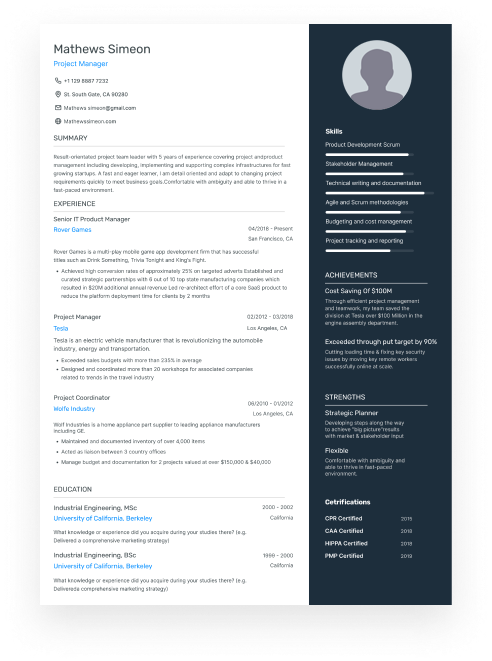 Mathews Simeon
Project Manager
+1 129 8887 7232
St. South Gate, CA 90280
Mathews simeon@gmail.com
Mathewssimeon.com
SUMMARY
Result-orientated project team leader with 5 years of experience covering project andproduct
management including developing, implementing and supporting complex infrastructures for fast
growing startups. A fast and eager learner, I am detail oriented and adapt to changing project
requirements quickly to meet business goals.Comfortable with ambiguity and able to thrive in a
fast-paced environment.
EXPERIENCE
Senior IT Product Manager
Rover Games
04/2018 - Present
San Francisco, CA
Rover Games is a multi-play mobile game app development firm that has successful
titles such as Drink Something, Trivia Tonight and King's Fight.
• Achieved high conversion rates of approximately 25% on targeted adverts Established and
curated strategic partnerships with 6 out of 10 top state manufacturing companies which
resulted in $20M additional annual revenue Led re-architect effort of a core SaaS product to
reduce the platform deployment time for clients by 2 months
Project Manager
02/2012 - 03/2018
Tesla
Los Angeles, CA
Tesla is an electric vehicle manufacturer that is revolutionizing the automobile
industry, energy and transportation.
• Exceeded sales budgets with more than 235% in average
• Designed and coordinated more than 20 workshops for associated companies
related to trends in the travel industry
Project Coordinator
Wolfe Industry
08/2010 - 01/2012
Los Angeles, CA
Wolf Industries is a home appliance part supplier to leading appliance manufacturers
including GE.
• Maintained and documented inventory of over 4,000 items
• Acted as liaison between 3 country offices
• Manage budget and documentation for 2 projects valued at over $150,800 & $40,000
EDUCATION
Industrial Engineering, MSc
2000 - 2002
University of California, Berkeley
California
What knowledge or experience did you acquire during your studies there? (e.g.
Delivered a comprehensive marketing strategy)
Industrial Engineering, BSc
1999 - 2000
University of California, Berkeley
California
What knowledge or experience did you acquire during your studies there? (e.g.
Deliverede comprehensive marketing strategy)
Skills
Product Development Scrum
Stakeholder Management
Technical writing and documentation
Agile and Scrum methodologies
Budgeting and cost management
Project tracking and reporting
ACHIEVEMENTS
Cost Saving Of $100M
Through efficient project management
and teamwork, my team saved the
division at Tesla over $100 Million in the
engine assembly department.
Exceeded through put target by 90%
Cutting loading time & fixing key security
issues by moving key remote workers
successfully online at scale.
STRENGTHS
Strategic Planner
Developing steps along the way
to achieve "big picture"results
with market & stakeholder input
Flexible
Comfortable with ambiguity and
able to thrive in fast-paced
environment.
Cetrifications
CPR Certified 2015
CAA Certified 2018
HIPPA Certified 2018
PMP Certified 2018